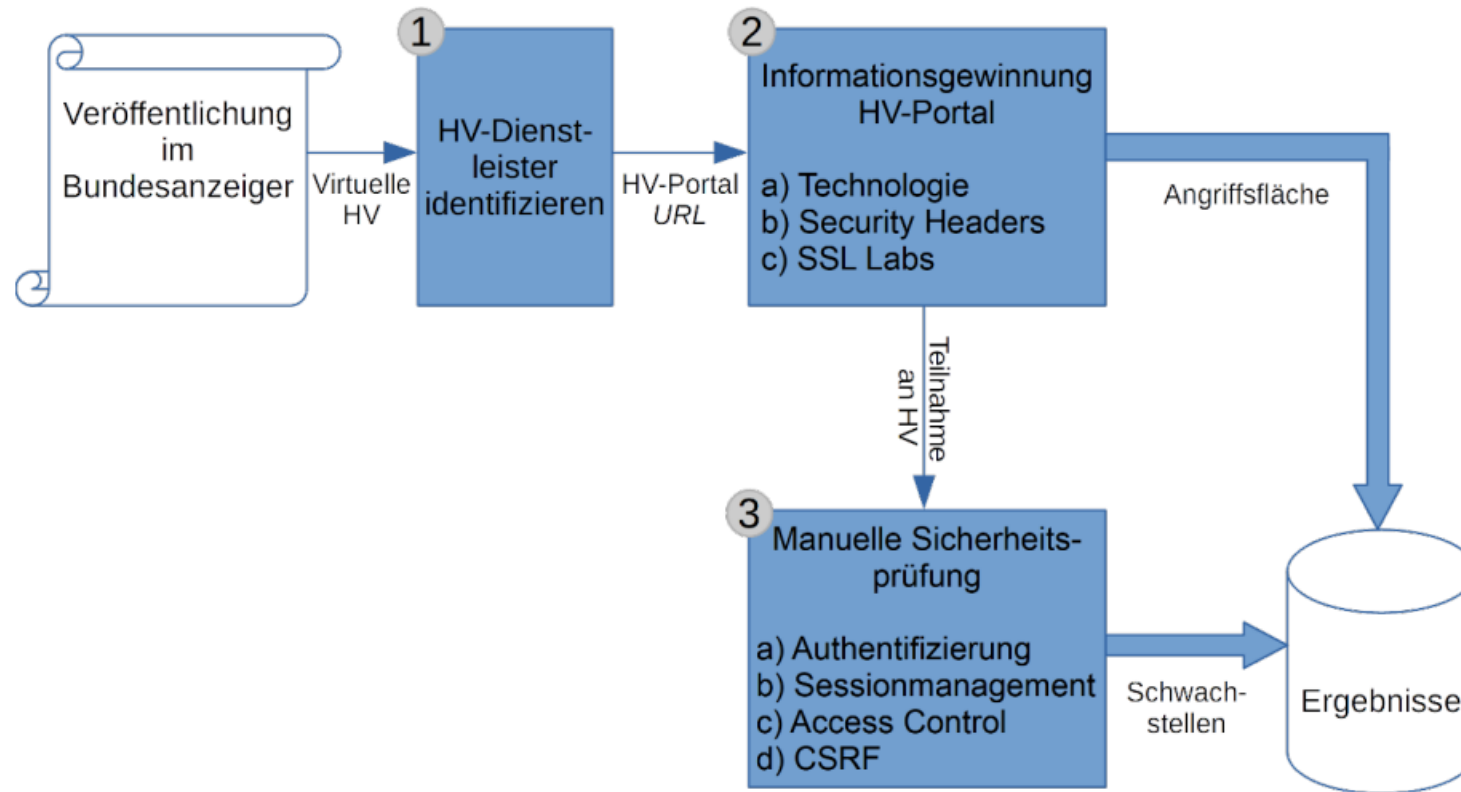 Veröffentlichung
im
Bundesanzeiger
Virtuelle
HV
1
HV-Dienst-
leister
identifizieren
HV-Portal
URL
2
Informationsgewinnung
HV-Portal
a) Technologie
b) Security Headers
c) SSL Labs
Angriffsfläche
Teilnahme
an HV
3
Manuelle Sicherheits-
prüfung
a) Authentifizierung
b) Sessionmanagement
c) Access Control
d) CSRF
Schwach-
stellen
Ergebnisse